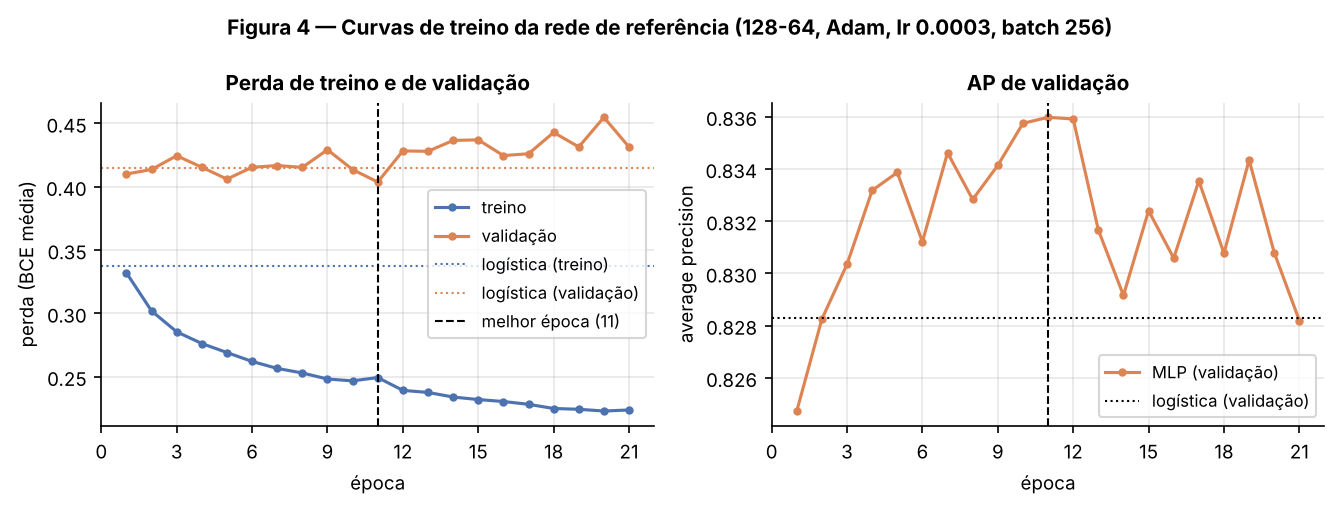 Figura 4 — Curvas de treino da rede de referência (128-64, Adam, lr 0.0003, batch 256)
Perda de treino e de validação
perda (BCE média)
0.45
0.40
0.35
0.30
0.25
treino
validação
logística (treino)
logística (validação)
melhor época (11)
0 3 6 9 12 15 18 21
época
AP de validação
average precision
0.836
0.834
0.832
0.830
0.828
0.826
MLP (validação)
logística (validação)
0 3 6 9 12 15 18 21
época